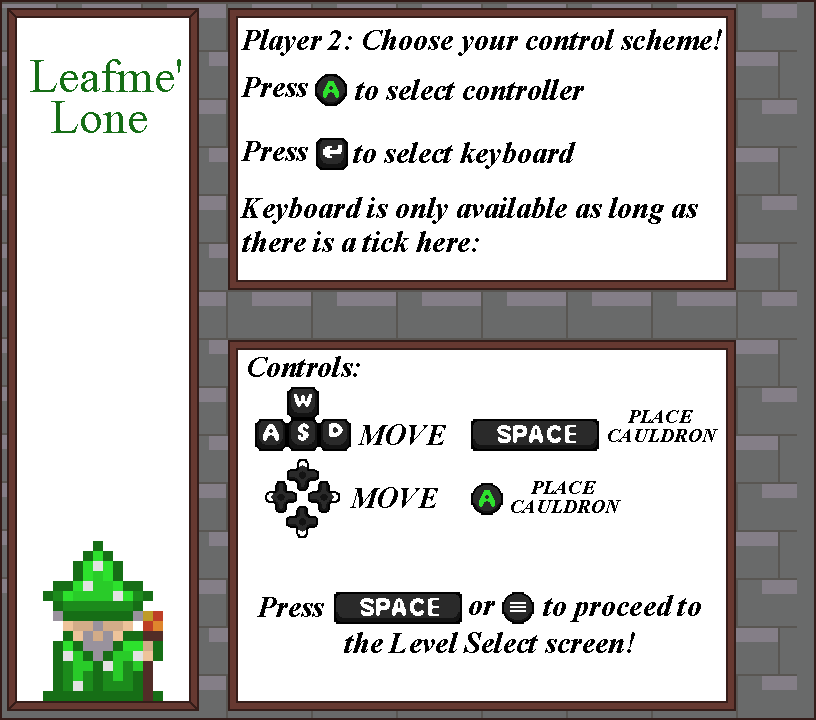 Leafme'
Lone
Player 2: Choose your control scheme!
Press A to select controller
Press to select keyboard
Keyboard is only available as long as
there is a tick here:
Controls:
W
A S D MOVE
SPACE PLACE
CAULDRON
MOVE
A PLACE
CAULDRON
Press SPACE or to proceed to
the Level Select screen!